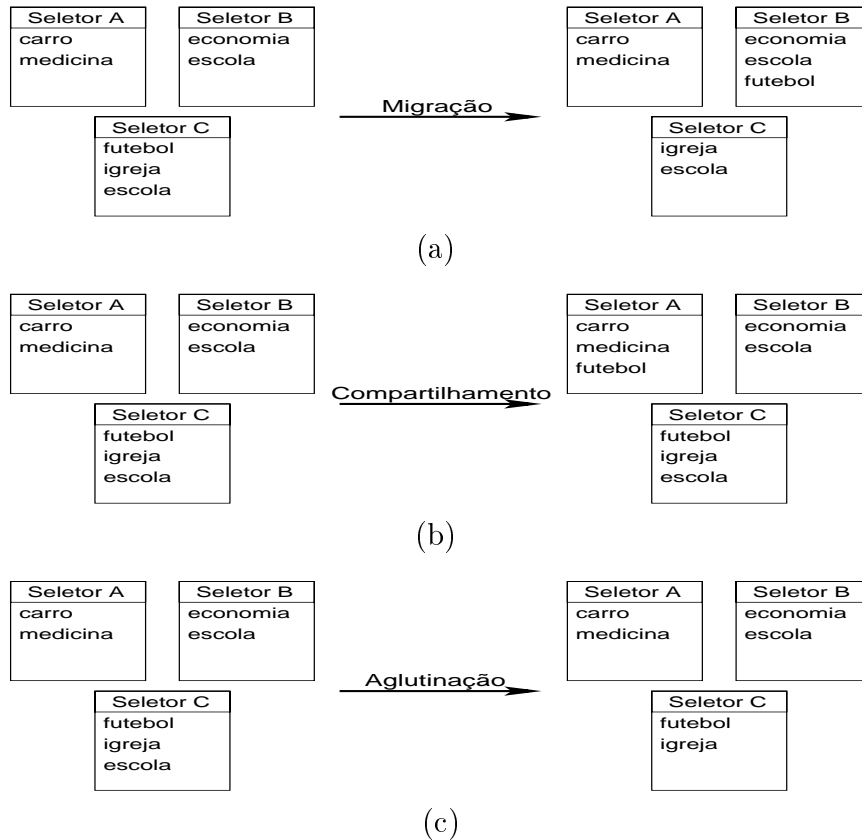 Seletor A
carro
medicina
Seletor B
economia
escola
Seletor C
futebol
igreja
escola
Migração
Seletor A
carro
medicina
Seletor B
economia
escola
futebol
Seletor C
igreja
escola
(a)
Seletor A
carro
medicina
Seletor B
economia
escola
Seletor C
futebol
igreja
escola
Compartilhamento
Seletor A
carro
medicina
futebol
Seletor B
economia
escola
Seletor C
futebol
igreja
escola
(b)
Seletor A
carro
medicina
Seletor B
economia
escola
Seletor C
futebol
igreja
escola
Aglutinação
Seletor A
carro
medicina
Seletor B
economia
escola
Seletor C
futebol
igreja
(c)